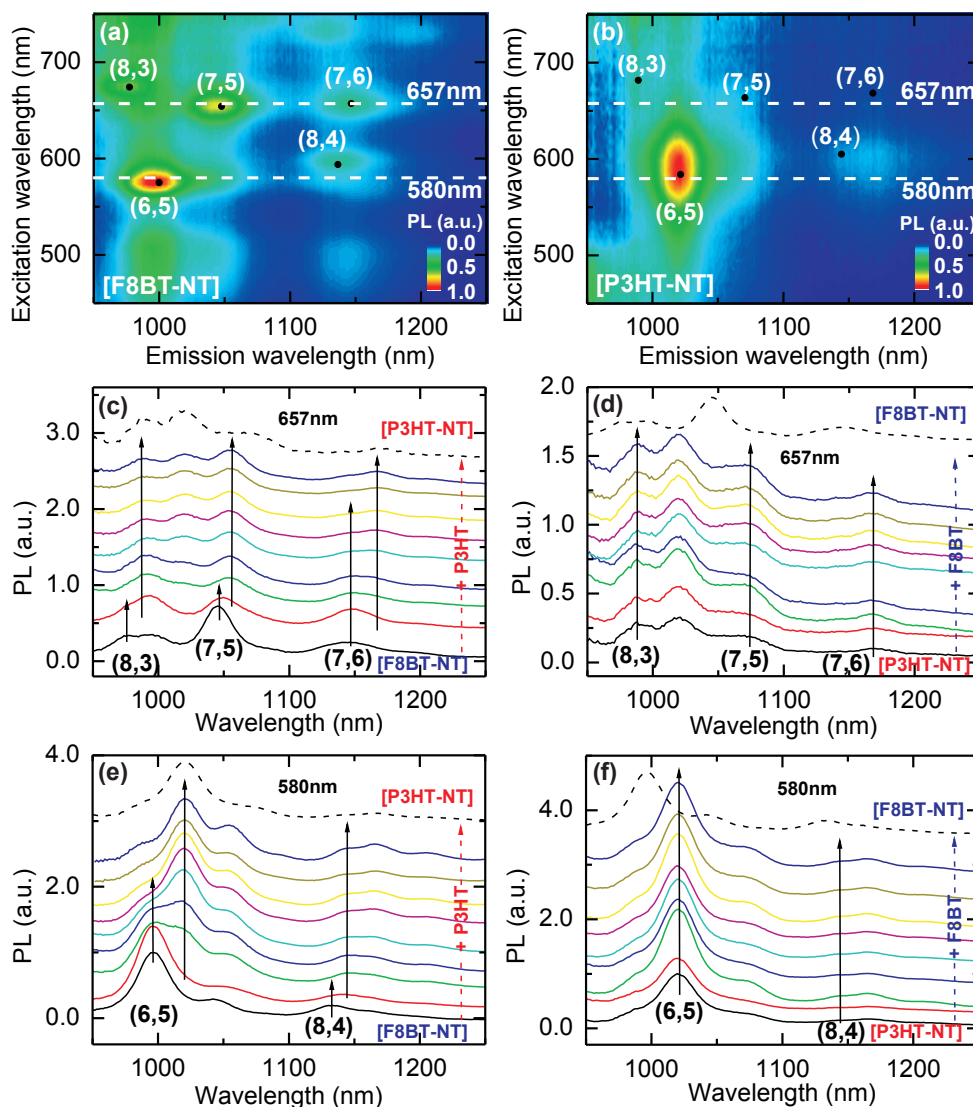 (a)
(b)
Excitation wavelength (nm)
700
600
500
(8,3)
(7,5)
(7,6)
657nm
(8,4)
580nm
(6,5)
PL (a.u.)
0.0
0.5
1.0
[F8BT-NT]
1000
1100
1200
Emission wavelength (nm)
Excitation wavelength (nm)
700
600
500
(8,3)
(7,5)
(7,6)
657nm
(8,4)
580nm
(6,5)
PL (a.u.)
0.0
0.5
1.0
[P3HT-NT]
1000
1100
1200
Emission wavelength (nm)
(c)
657nm
[P3HT-NT]
+ P3HT
[F8BT-NT]
(8,3)
(7,5)
(7,6)
PL (a.u.)
3.0
2.0
1.0
0.0
1000
1100
1200
Wavelength (nm)
(d)
[F8BT-NT]
657nm
+ F8BT
[P3HT-NT]
(8,3)
(7,5)
(7,6)
PL (a.u.)
2.0
1.5
1.0
0.5
0.0
1000
1100
1200
Wavelength (nm)
(e)
580nm
[P3HT-NT]
+ P3HT
[F8BT-NT]
(6,5)
(8,4)
PL (a.u.)
4.0
2.0
0.0
1000
1100
1200
Wavelength (nm)
(f)
580nm
[F8BT-NT]
+ F8BT
[P3HT-NT]
(6,5)
(8,4)
PL (a.u.)
4.0
2.0
0.0
1000
1100
1200
Wavelength (nm)